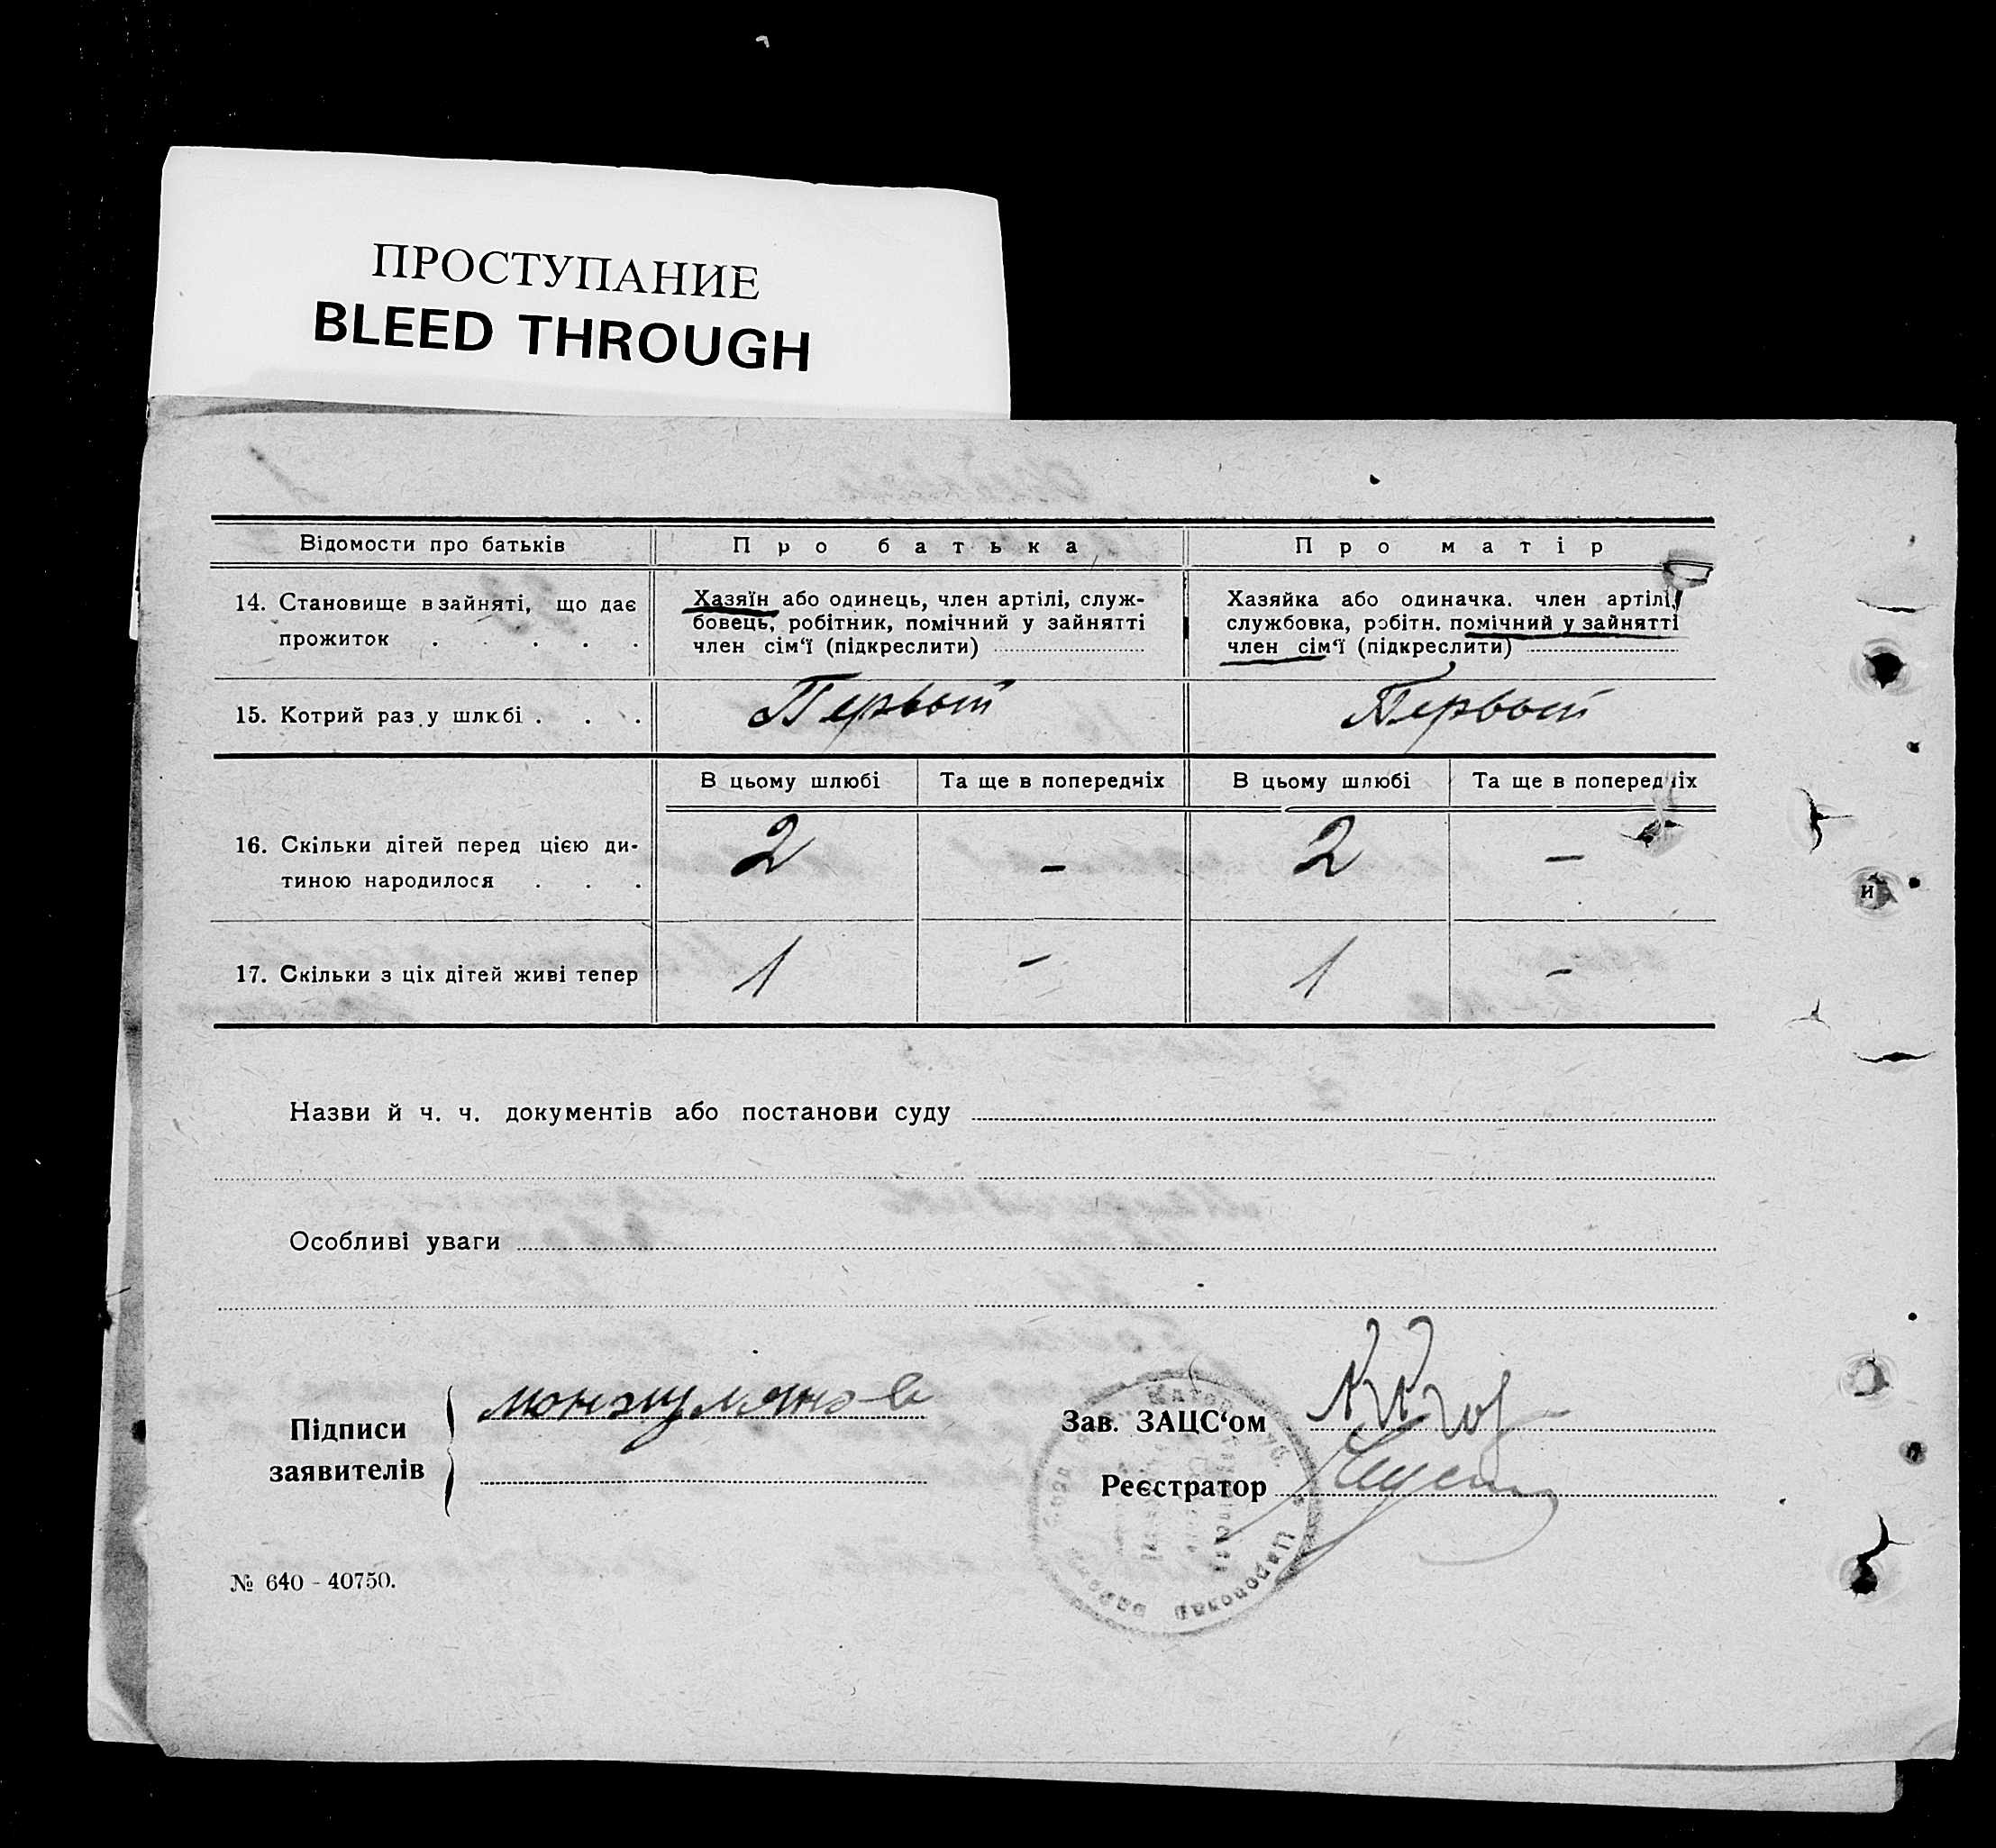 ПРОСТУПАНИЕ
BLEED THROUGH
Відомости про батьків
Про батька
Про матір
14. Становище в зайняті, що дає
прожиток . . . . .
Хазяїн або одинець, член артілі, служ-
бовець, робітник, помічний у зайнятті
член сім‘ї (підкреслити)
Хазяйка або одиначка. член артілі,
службовка, робітн. помічний у зайнятті
член сім‘ї (підкреслити)
15. Котрий раз у шлюбі . . .
Первый
Первый
В цьому шлюбі
Та ще в попередніх
В цьому шлюбі
Та ще в попередніх
16. Скільки дітей перед цією ди-
тиною народилося . . .
2
-
2
-
17. Скільки з ціх дітей живі тепер
1
-
1
-
Назви й ч. ч. документів або постанови суду
Особливі уваги
Підписи
заявителів
Зав. ЗАЦС‘ом
Реєстратор
№ 640 - 40750.